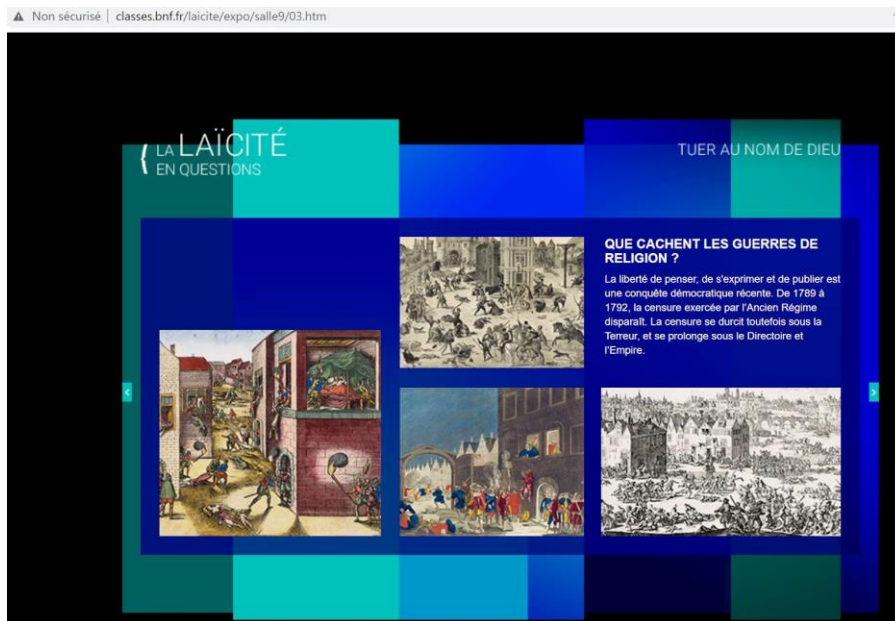 Non sécurisé | classes.bnf.fr/laicite/expo/salle9/03.htm
LA LAÏCITÉ
EN QUESTIONS
TUER AU NOM DE DIEU
QUE CACHENT LES GUERRES DE
RELIGION ?
La liberté de penser, de s'exprimer et de publier est
une conquête démocratique récente. De 1789 à
1792, la censure exercée par l'Ancien Régime
disparaît. La censure se durcit toutefois sous la
Terreur, et se prolonge sous le Directoire et
l'Empire.